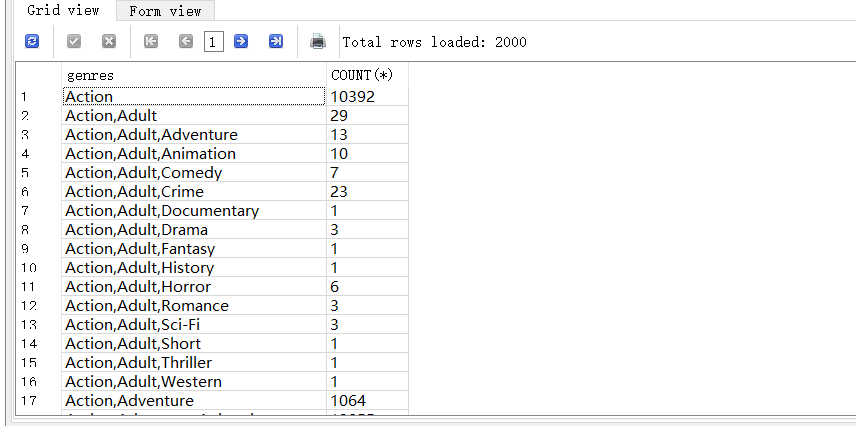 Grid view Form view
1 Total rows loaded: 2000
genres COUNT(*)
1 Action 10392
2 Action,Adult 29
3 Action,Adult,Adventure 13
4 Action,Adult,Animation 10
5 Action,Adult,Comedy 7
6 Action,Adult,Crime 23
7 Action,Adult,Documentary 1
8 Action,Adult,Drama 3
9 Action,Adult,Fantasy 1
10 Action,Adult,History 1
11 Action,Adult,Horror 6
12 Action,Adult,Romance 3
13 Action,Adult,Sci-Fi 3
14 Action,Adult,Short 1
15 Action,Adult,Thriller 1
16 Action,Adult,Western 1
17 Action,Adventure 1064